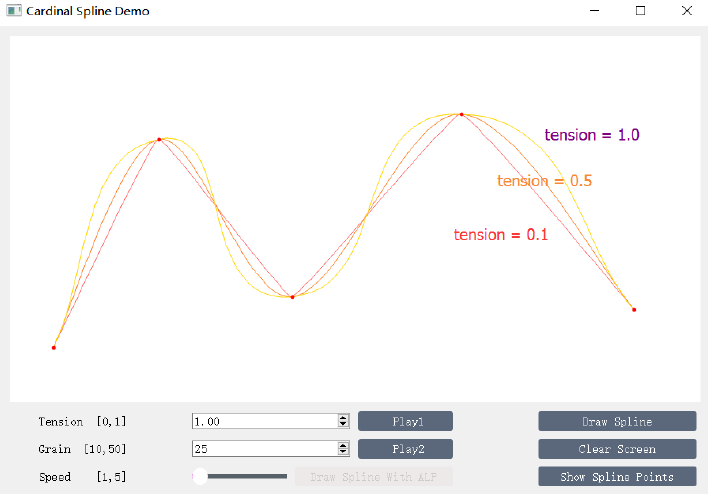 Cardinal Spline Demo
tension = 1.0
tension = 0.5
tension = 0.1
Tension [0,1] 1.00 Play1 Draw Spline
Grain [10,50] 25 Play2 Clear Screen
Speed [1,5] Draw Spline With ALP Show Spline Points